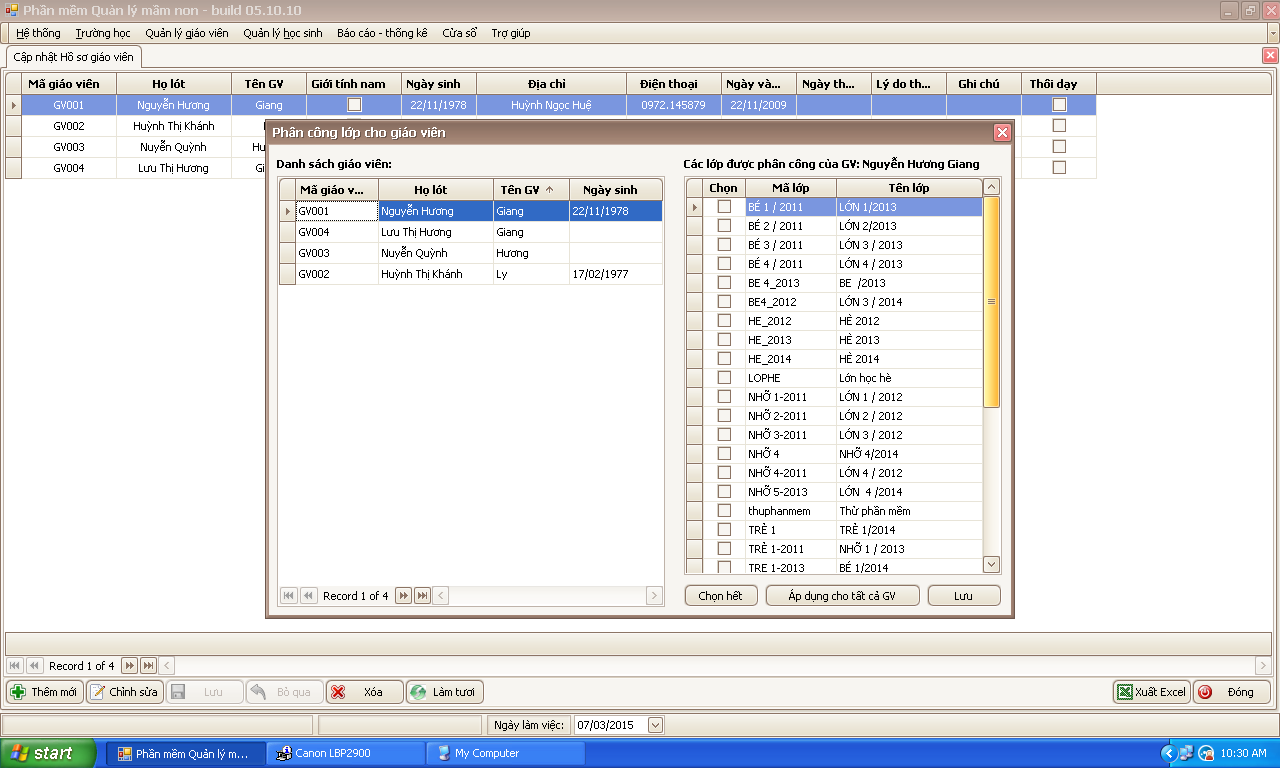 Phần mềm Quản lý mầm non - build 05.10.10
Hệ thống Trường học Quản lý giáo viên Quản lý học sinh Báo cáo - thống kê Cửa sổ Trợ giúp
Cập nhật Hồ sơ giáo viên
Mã giáo viên Họ lót Tên GV Giới tính nam Ngày sinh Địa chỉ Điện thoại Ngày và... Ngày th... Lý do th... Ghi chú Thôi dạy
GV001 Nguyễn Hương Giang 22/11/1978 Huỳnh Ngọc Huệ 0972.145879 22/11/2009
GV002 Huỳnh Thị Khánh
GV003 Nuyễn Quỳnh Hư
GV004 Lưu Thị Hương Gi
Phân công lớp cho giáo viên
Danh sách giáo viên:
Mã giáo v... Họ lót Tên GV Ngày sinh
GV001 Nguyễn Hương Giang 22/11/1978
GV004 Lưu Thị Hương Giang
GV003 Nuyễn Quỳnh Hương
GV002 Huỳnh Thị Khánh Ly 17/02/1977
Record 1 of 4
Các lớp được phân công của GV: Nguyễn Hương Giang
Chọn Mã lớp Tên lớp
BÉ 1 / 2011 LỚN 1/2013
BÉ 2 / 2011 LỚN 2/2013
BÉ 3 / 2011 LỚN 3 / 2013
BÉ 4 / 2011 LỚN 4 / 2013
BE 4_2013 BE /2013
BE4_2012 LỚN 3 / 2014
HE_2012 HÈ 2012
HE_2013 HÈ 2013
HE_2014 HÈ 2014
LOPHE Lớn học hè
NHỠ 1-2011 LỚN 1 / 2012
NHỠ 2-2011 LỚN 2 / 2012
NHỠ 3-2011 LỚN 3 / 2012
NHỠ 4 NHỠ 4/2014
NHỠ 4-2011 LỚN 4 / 2012
NHỠ 5-2013 LỚN 4 /2014
thuphanmem Thử phần mềm
TRẺ 1 TRẺ 1/2014
TRẺ 1-2011 NHỠ 1 / 2013
TRE 1-2013 BÉ 1/2014
Chọn hết Áp dụng cho tất cả GV Lưu
Record 1 of 4
Thêm mới Chỉnh sửa Lưu Bỏ qua Xóa Làm tươi Xuất Excel Đóng
Ngày làm việc: 07/03/2015
start Phần mềm Quản lý m... Canon LBP2900 My Computer 10:30 AM